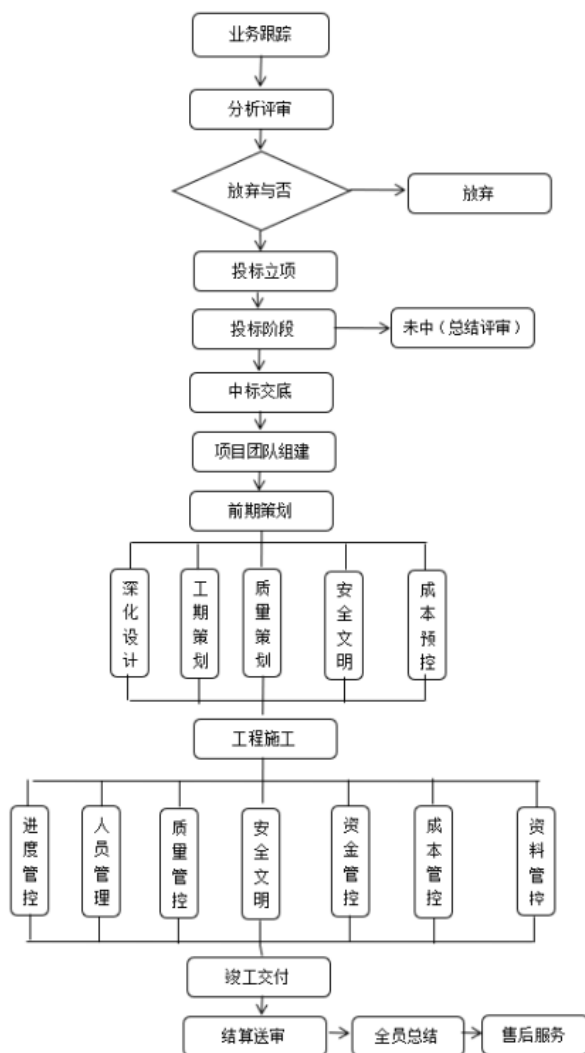 业务跟踪
分析评审
放弃与否
放弃
投标立项
投标阶段
未中（总结评审）
中标交底
项目团队组建
前期策划
深化设计
工期策划
质量策划
安全文明
成本预控
工程施工
进度管控
人员管理
质量管控
安全文明
资金管控
成本管控
资料管控
竣工交付
结算送审
全员总结
售后服务